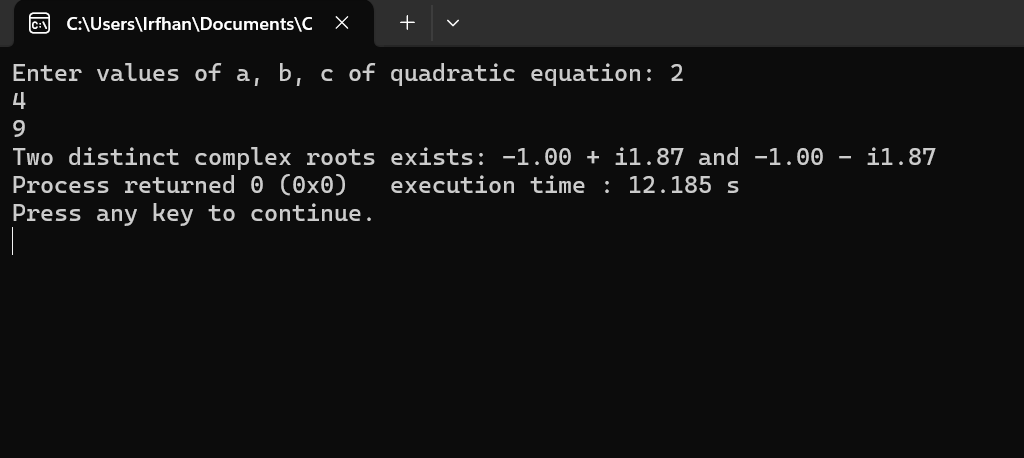 C:\Users\Irfhan\Documents\C
Enter values of a, b, c of quadratic equation: 2
4
9
Two distinct complex roots exists: -1.00 + i1.87 and -1.00 - i1.87
Process returned 0 (0x0)   execution time : 12.185 s
Press any key to continue.